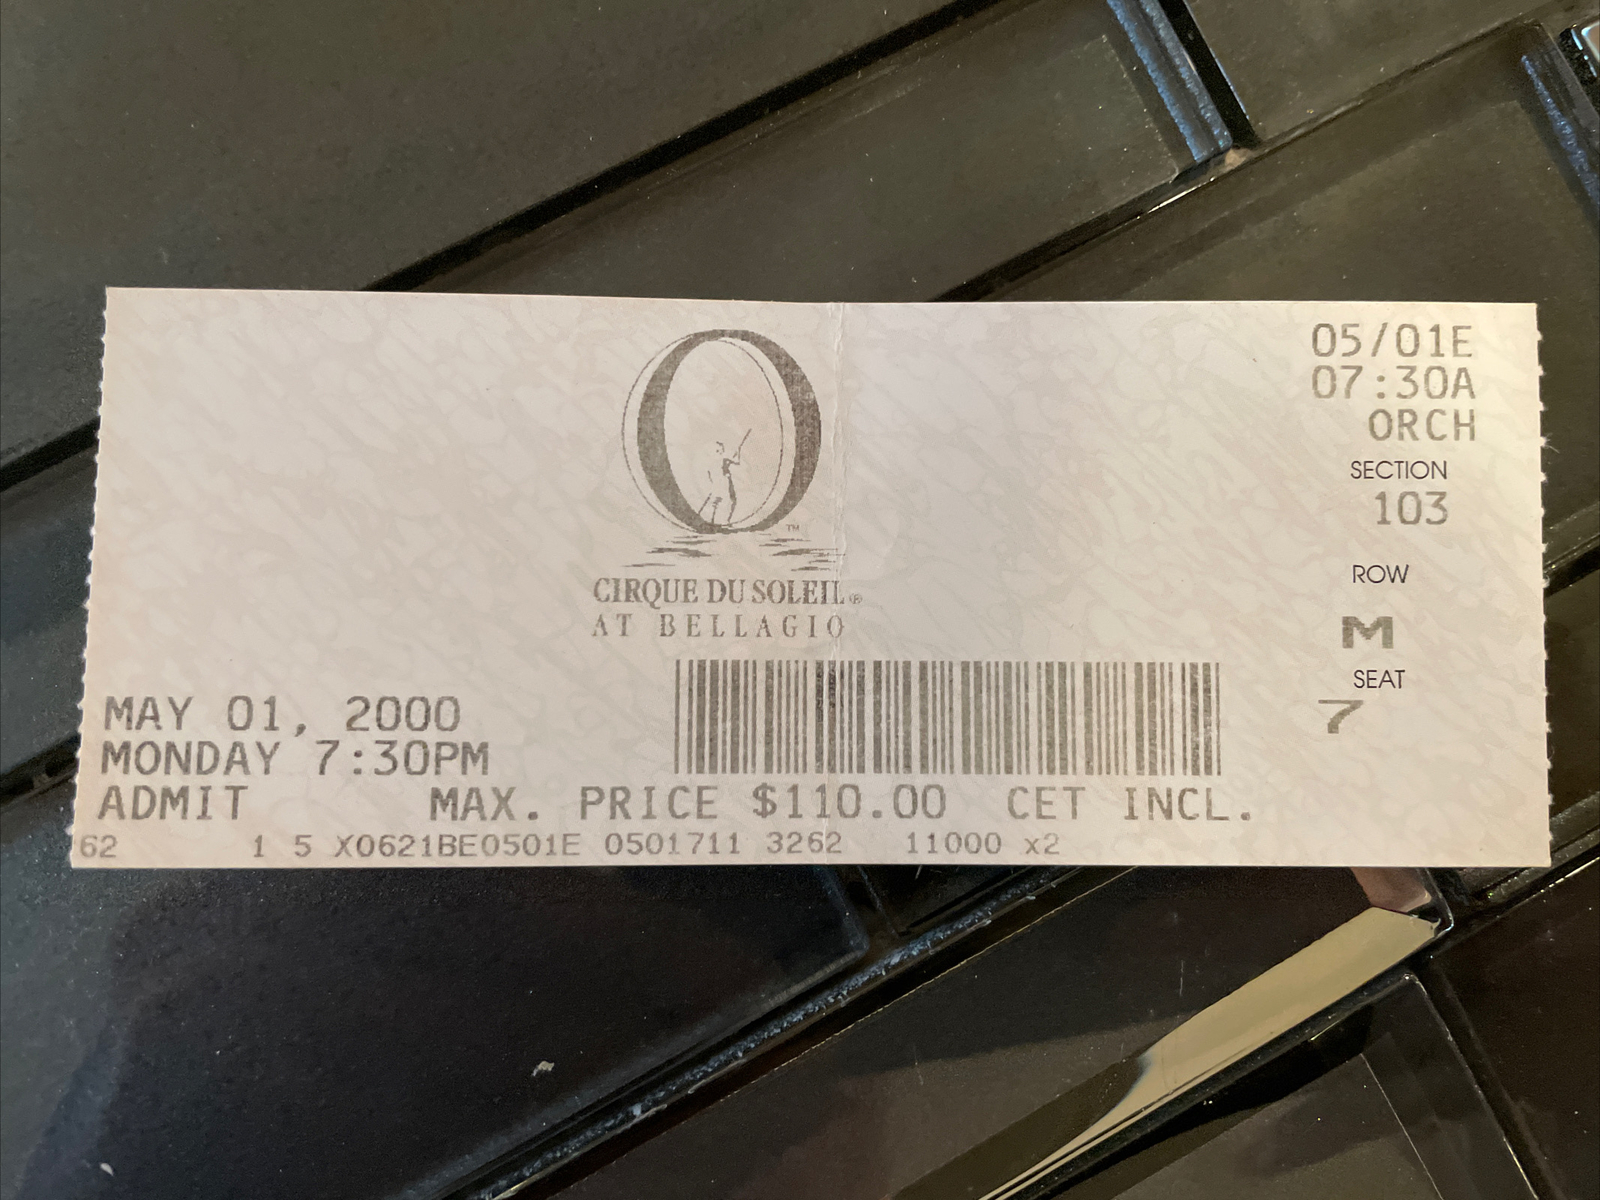 O™
CIRQUE DU SOLEIL®
AT BELLAGIO
MAY 01, 2000
MONDAY 7:30PM
ADMIT MAX. PRICE $110.00 CET INCL.
62 1 5 X0621BE0501E 0501711 3262 11000 x2
05/01E
07:30A
ORCH
SECTION
103
ROW
M
SEAT
7